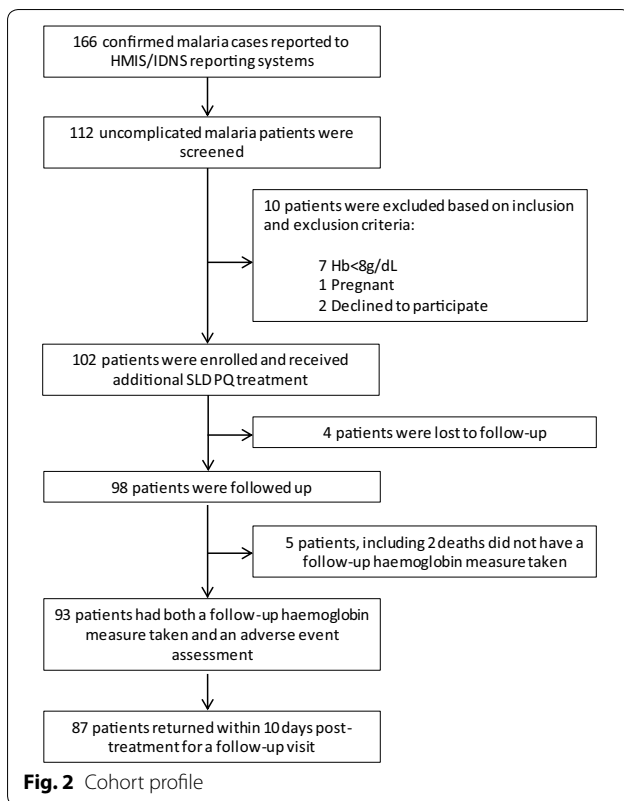 166 confirmed malaria cases reported to
HMIS/IDNS reporting systems
112 uncomplicated malaria patients were
screened
10 patients were excluded based on inclusion
and exclusion criteria:
7 Hb<8g/dL
1 Pregnant
2 Declined to participate
102 patients were enrolled and received
additional SLD PQ treatment
4 patients were lost to follow-up
98 patients were followed up
5 patients, including 2 deaths did not have a
follow-up haemoglobin measure taken
93 patients had both a follow-up haemoglobin
measure taken and an adverse event
assessment
87 patients returned within 10 days post-
treatment for a follow-up visit
Fig. 2 Cohort profile